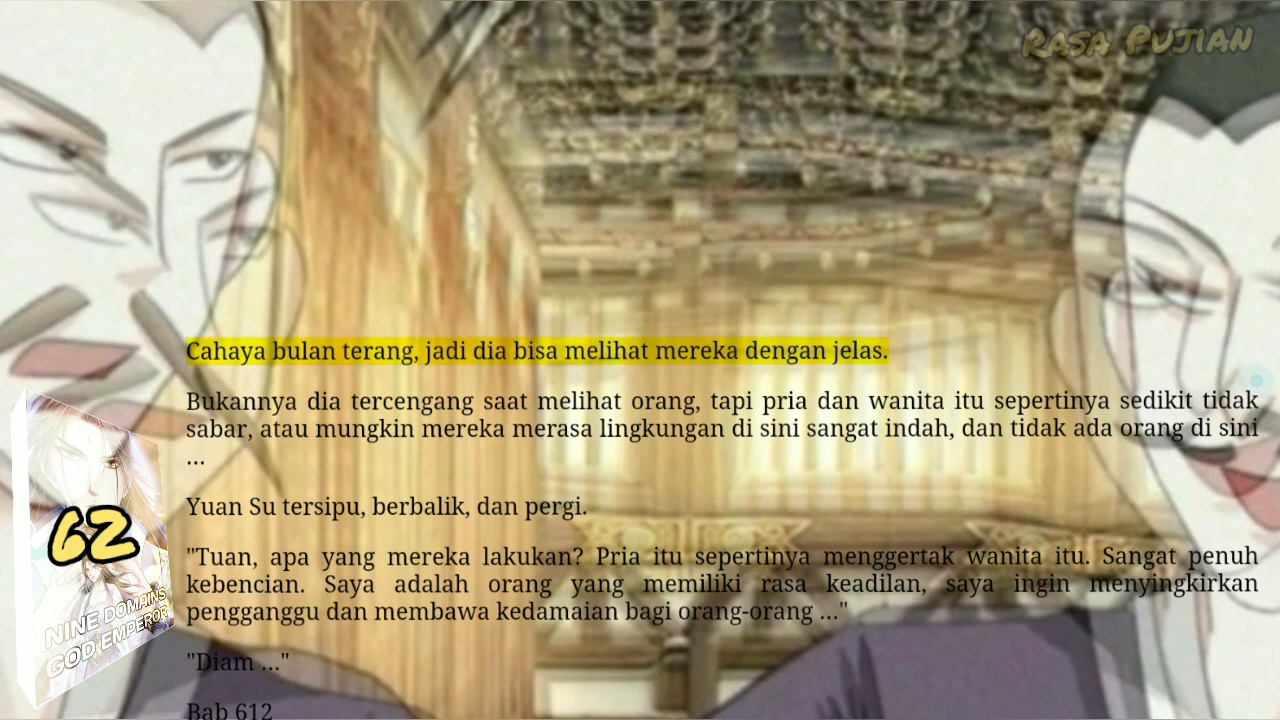 Rasa Pujian
Cahaya bulan terang, jadi dia bisa melihat mereka dengan jelas.
Bukannya dia tercengang saat melihat orang, tapi pria dan wanita itu sepertinya sedikit tidak
sabar, atau mungkin mereka merasa lingkungan di sini sangat indah, dan tidak ada orang di sini
...
Yuan Su tersipu, berbalik, dan pergi.
"Tuan, apa yang mereka lakukan? Pria itu sepertinya menggertak wanita itu. Sangat penuh
kebencian. Saya adalah orang yang memiliki rasa keadilan, saya ingin menyingkirkan
pengganggu dan membawa kedamaian bagi orang-orang ..."
"Diam ..."
Bab 612
62
NINE DOMAINS
GOD EMPEROR